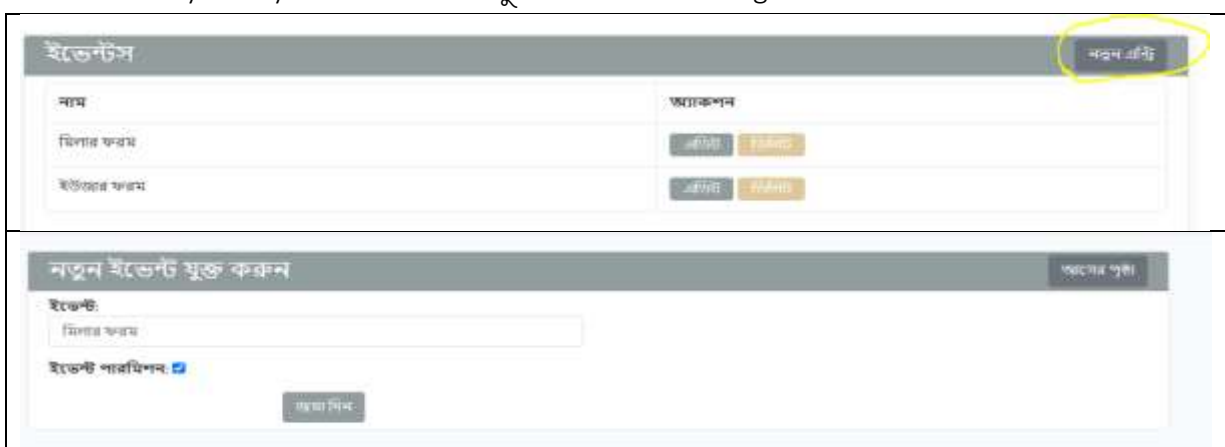 ইভেন্টস নতুন এন্ট্রি
নাম অ্যাকশন
মিলার ফরম এডিট ডিলিট
ইউজার ফরম এডিট ডিলিট
নতুন ইভেন্ট যুক্ত করুন আগের পৃষ্ঠা
ইভেন্ট:
মিলার ফরম
ইভেন্ট পারমিশন:
জমা দিন